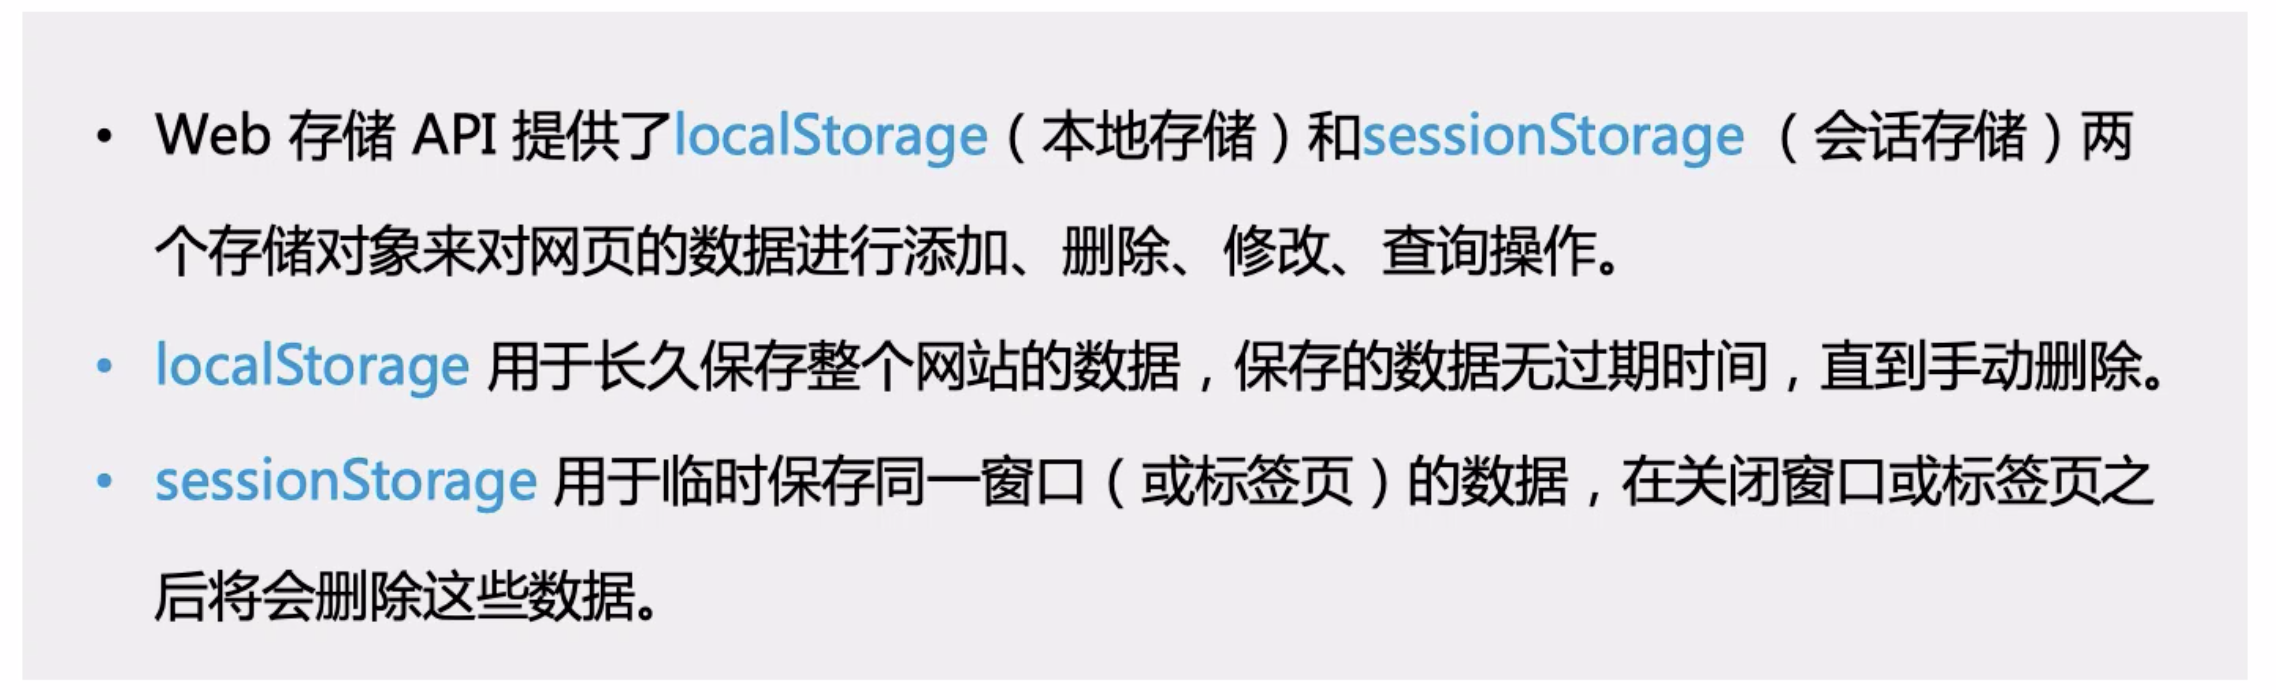 • Web 存储 API 提供了localStorage（本地存储）和sessionStorage （会话存储）两
个存储对象来对网页的数据进行添加、删除、修改、查询操作。
• localStorage 用于长久保存整个网站的数据，保存的数据无过期时间，直到手动删除。
• sessionStorage 用于临时保存同一窗口（或标签页）的数据，在关闭窗口或标签页之
后将会删除这些数据。